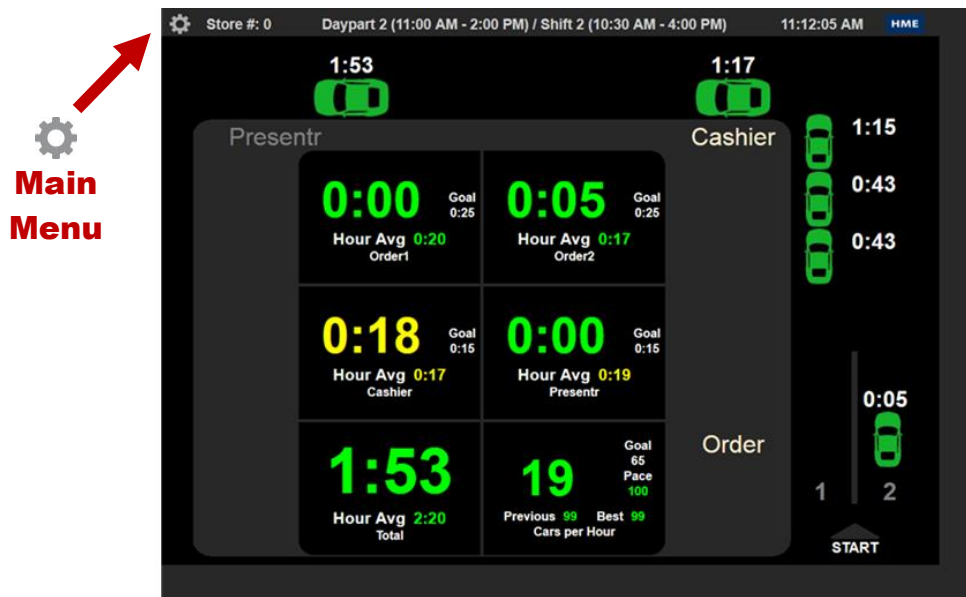 Store #: 0 Daypart 2 (11:00 AM - 2:00 PM) / Shift 2 (10:30 AM - 4:00 PM) 11:12:05 AM HME
Main
Menu
1:53 1:17
Presentr Cashier
1:15
0:43
0:43
0:00 Goal
0:25
Hour Avg 0:20
Order1
0:05 Goal
0:25
Hour Avg 0:17
Order2
0:18 Goal
0:15
Hour Avg 0:17
Cashier
0:00 Goal
0:15
Hour Avg 0:19
Presentr
1:53
Hour Avg 2:20
Total
19
Goal
65
Pace
100
Previous 99 Best 99
Cars per Hour
Order
0:05
1 2
START